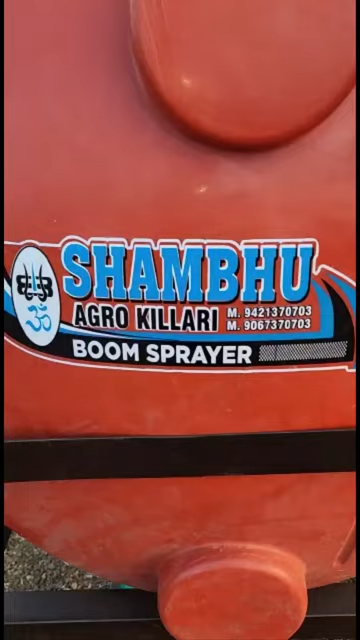 SHAMBHU
AGRO KILLARI
M. 9421370703
M. 9067370703
BOOM SPRAYER
ॐ